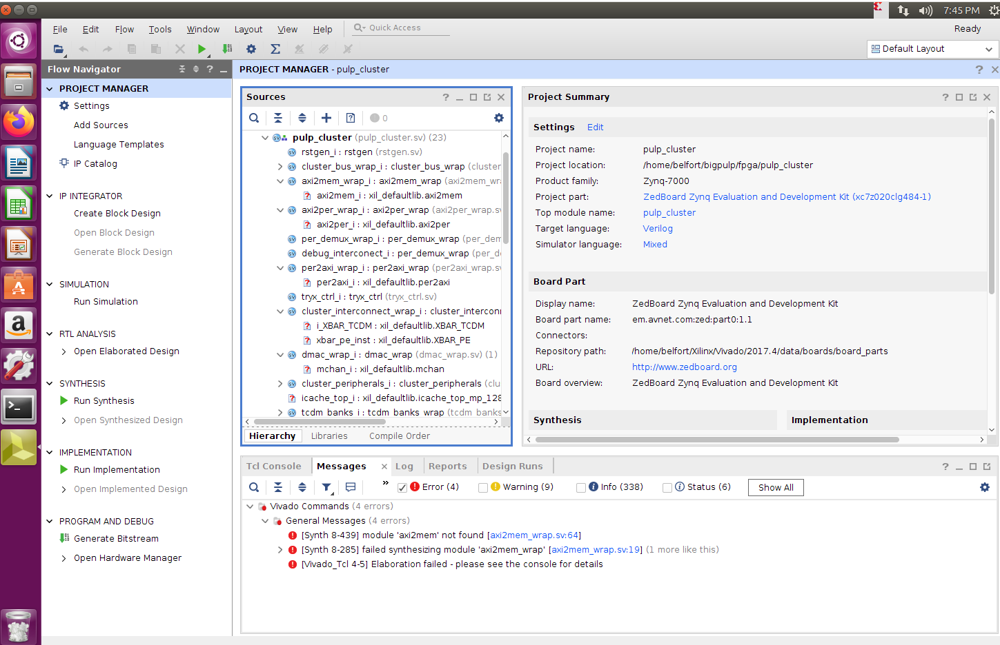 7:45 PM
File Edit Flow Tools Window Layout View Help Quick Access
Ready
Default Layout
Flow Navigator
PROJECT MANAGER - pulp_cluster
PROJECT MANAGER
Settings
Add Sources
Language Templates
IP Catalog
IP INTEGRATOR
Create Block Design
Open Block Design
Generate Block Design
SIMULATION
Run Simulation
RTL ANALYSIS
Open Elaborated Design
SYNTHESIS
Run Synthesis
Open Synthesized Design
IMPLEMENTATION
Run Implementation
Open Implemented Design
PROGRAM AND DEBUG
Generate Bitstream
Open Hardware Manager
Sources
0
pulp_cluster (pulp_cluster.sv) (23)
rstgen_i : rstgen (rstgen.sv)
cluster_bus_wrap_i : cluster_bus_wrap (cluster
axi2mem_wrap_i : axi2mem_wrap (axi2mem_wr
axi2mem_i : xil_defaultlib.axi2mem
axi2per_wrap_i : axi2per_wrap (axi2per_wrap.sv
axi2per_i : xil_defaultlib.axi2per
per_demux_wrap_i : per_demux_wrap (per_dem
debug_interconect_i : per_demux_wrap (per_de
per2axi_wrap_i : per2axi_wrap (per2axi_wrap.sv
per2axi_i : xil_defaultlib.per2axi
tryx_ctrl_i : tryx_ctrl (tryx_ctrl.sv)
cluster_interconnect_wrap_i : cluster_interconn
i_XBAR_TCDM : xil_defaultlib.XBAR_TCDM
xbar_pe_inst : xil_defaultlib.XBAR_PE
dmac_wrap_i : dmac_wrap (dmac_wrap.sv) (1)
mchan_i : xil_defaultlib.mchan
cluster_peripherals_i : cluster_peripherals (clu
icache_top_i : xil_defaultlib.icache_top_mp_128
tcdm_banks_i : tcdm_banks_wrap (tcdm_banks
Hierarchy Libraries Compile Order
Project Summary
Settings Edit
Project name: pulp_cluster
Project location: /home/belfort/bigpulp/fpga/pulp_cluster
Product family: Zynq-7000
Project part: ZedBoard Zynq Evaluation and Development Kit (xc7z020clg484-1)
Top module name: pulp_cluster
Target language: Verilog
Simulator language: Mixed
Board Part
Display name: ZedBoard Zynq Evaluation and Development Kit
Board part name: em.avnet.com:zed:part0:1.1
Connectors:
Repository path: /home/belfort/Xilinx/Vivado/2017.4/data/boards/board_parts
URL: http://www.zedboard.org
Board overview: ZedBoard Zynq Evaluation and Development Kit
Synthesis Implementation
Tcl Console Messages Log Reports Design Runs
Error (4) Warning (9) Info (338) Status (6) Show All
Vivado Commands (4 errors)
General Messages (4 errors)
[Synth 8-439] module 'axi2mem' not found [axi2mem_wrap.sv:64]
[Synth 8-285] failed synthesizing module 'axi2mem_wrap' [axi2mem_wrap.sv:19] (1 more like this)
[Vivado_Tcl 4-5] Elaboration failed - please see the console for details